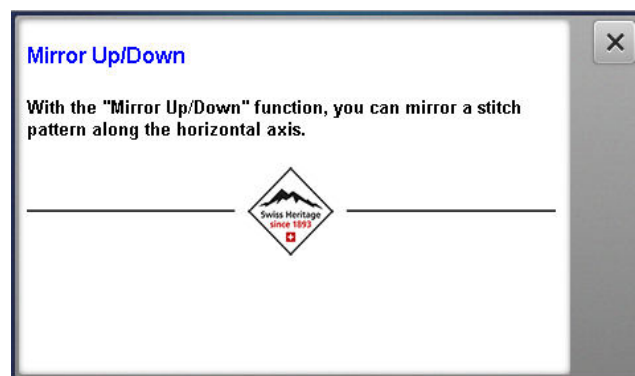 Mirror Up/Down
With the "Mirror Up/Down" function, you can mirror a stitch
pattern along the horizontal axis.
Swiss Heritage
since 1893